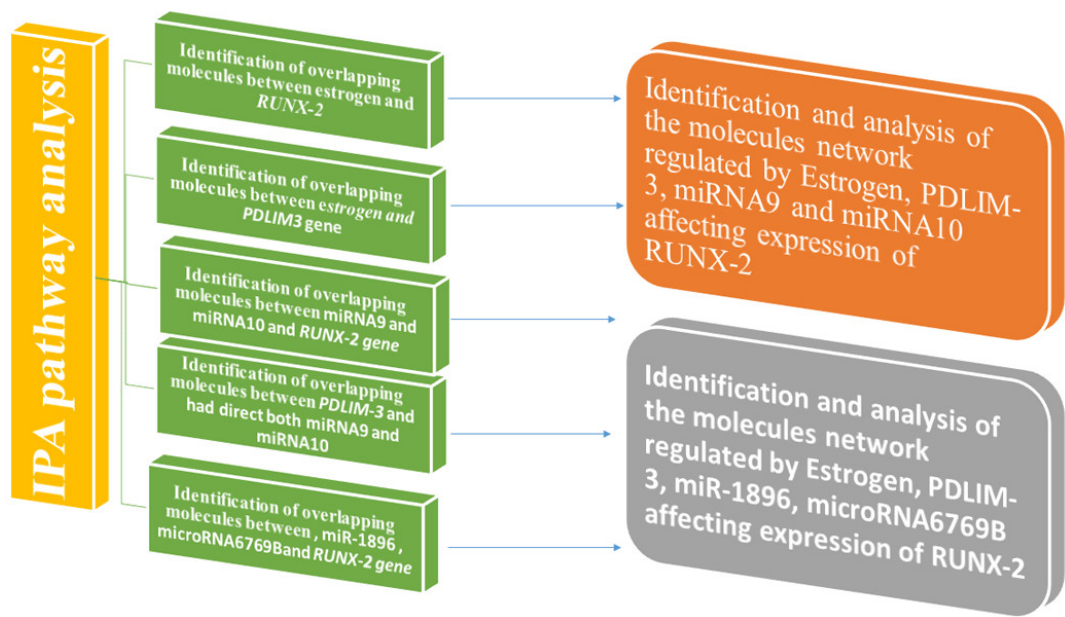 IPA pathway analysis
Identification of overlapping
molecules between estrogen and
RUNX-2
Identification of overlapping
molecules between estrogen and
PDLIM3 gene
Identification of overlapping
molecules between miRNA9 and
miRNA10 and RUNX-2 gene
Identification of overlapping
molecules between PDLIM-3 and
had direct both miRNA9 and
miRNA10
Identification of overlapping
molecules between , miR-1896 ,
microRNA6769Band RUNX-2 gene
Identification and analysis of
the molecules network
regulated by Estrogen, PDLIM-
3, miRNA9 and miRNA10
affecting expression of
RUNX-2
Identification and analysis of
the molecules network
regulated by Estrogen, PDLIM-
3, miR-1896, microRNA6769B
affecting expression of RUNX-2